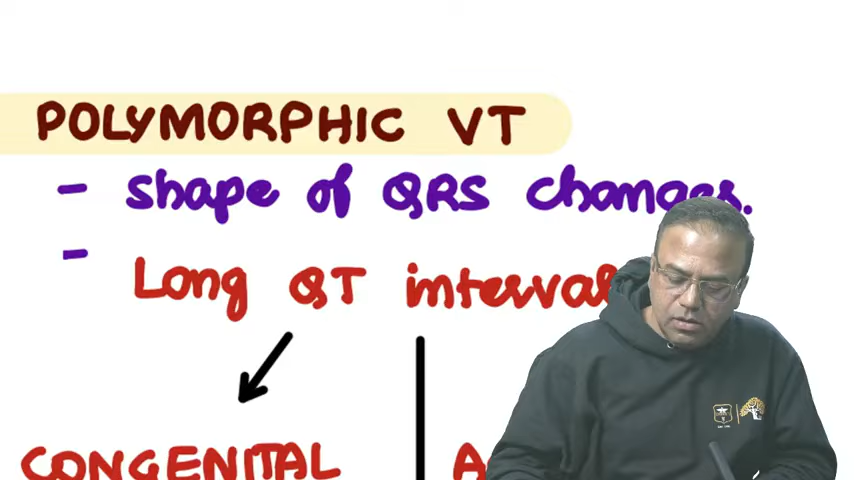 POLYMORPHIC VT
- Shape of QRS changes.
-
Long QT interval
CONGENITAL